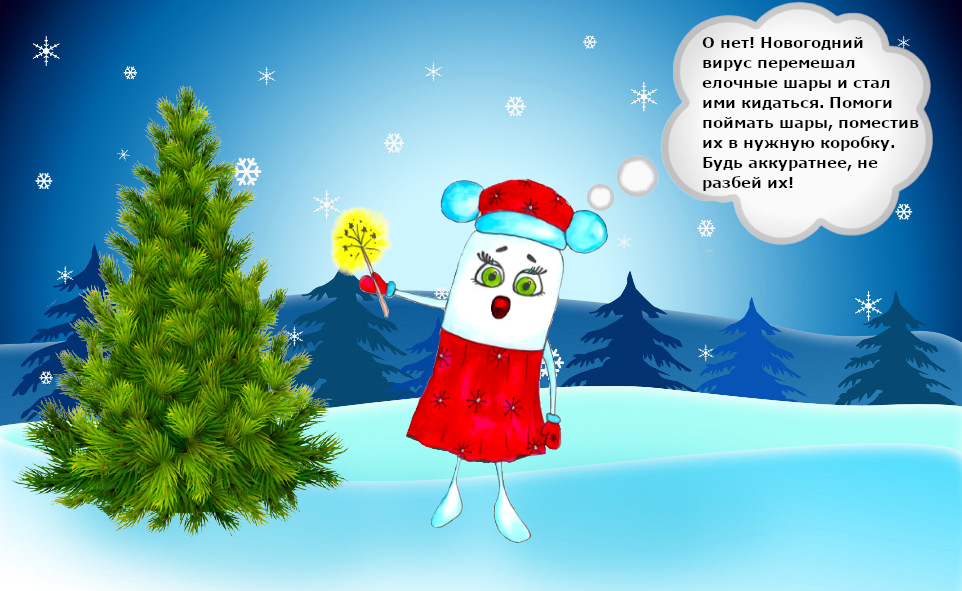 О нет! Новогодний
вирус перемешал
елочные шары и стал
ими кидаться. Помоги
поймать шары, поместив
их в нужную коробку.
Будь аккуратнее, не
разбей их!